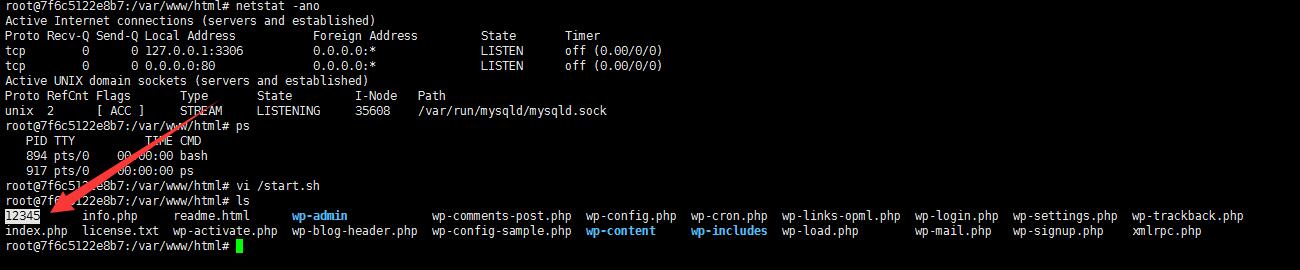 root@7f6c5122e8b7:/var/www/html# netstat -ano
Active Internet connections (servers and established)
Proto Recv-Q Send-Q Local Address           Foreign Address         State       Timer
tcp        0      0 127.0.0.1:3306          0.0.0.0:*               LISTEN      off (0.00/0/0)
tcp        0      0 0.0.0.0:80              0.0.0.0:*               LISTEN      off (0.00/0/0)
Active UNIX domain sockets (servers and established)
Proto RefCnt Flags       Type       State         I-Node   Path
unix  2      [ ACC ]     STREAM     LISTENING     35608    /var/run/mysqld/mysqld.sock
root@7f6c5122e8b7:/var/www/html# ps
   PID TTY          TIME CMD
   894 pts/0    00:00:00 bash
   917 pts/0    00:00:00 ps
root@7f6c5122e8b7:/var/www/html# vi /start.sh
root@7f6c5122e8b7:/var/www/html# ls
12345      info.php     readme.html      wp-admin            wp-comments-post.php  wp-config.php  wp-cron.php  wp-links-opml.php  wp-login.php  wp-settings.php  wp-trackback.php
index.php  license.txt  wp-activate.php  wp-blog-header.php  wp-config-sample.php  wp-content     wp-includes  wp-load.php        wp-mail.php   wp-signup.php    xmlrpc.php
root@7f6c5122e8b7:/var/www/html#